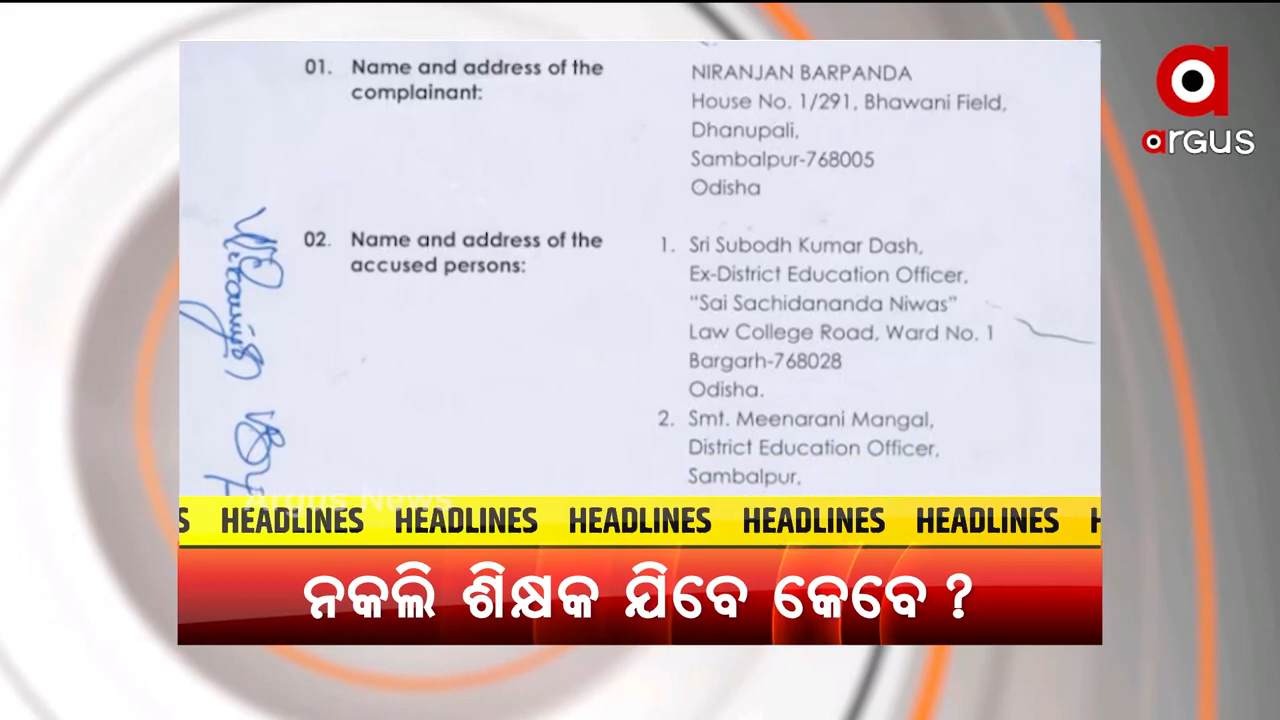 01. Name and address of the
complainant:
NIRANJAN BARPANDA
House No. 1/291, Bhawani Field,
Dhanupali,
Sambalpur-768005
Odisha
02. Name and address of the
accused persons:
1. Sri Subodh Kumar Dash,
Ex-District Education Officer,
“Sai Sachidananda Niwas”
Law College Road, Ward No. 1
Bargarh-768028
Odisha.
2. Smt. Meenarani Mangal,
District Education Officer,
Sambalpur,
argus
Argus News
S HEADLINES HEADLINES HEADLINES HEADLINES HEADLINES H
ନକଲି ଶିକ୍ଷକ ଯିବେ କେବେ ?